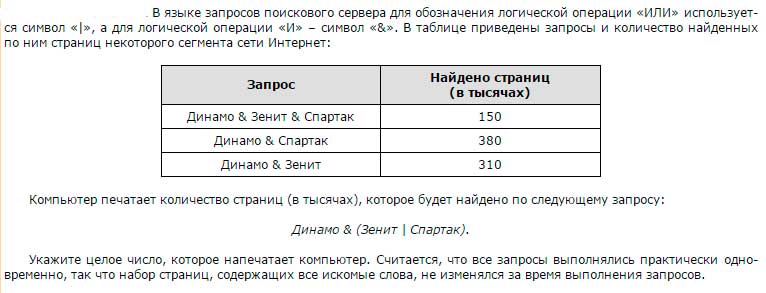 . В языке запросов поискового сервера для обозначения логической операции «ИЛИ» использует-
ся символ «|», а для логической операции «И» – символ «&». В таблице приведены запросы и количество найденных
по ним страниц некоторого сегмента сети Интернет:
Запрос Найдено страниц
(в тысячах)
Динамо & Зенит & Спартак 150
Динамо & Спартак 380
Динамо & Зенит 310
Компьютер печатает количество страниц (в тысячах), которое будет найдено по следующему запросу:
Динамо & (Зенит | Спартак).
Укажите целое число, которое напечатает компьютер. Считается, что все запросы выполнялись практически одно-
временно, так что набор страниц, содержащих все искомые слова, не изменялся за время выполнения запросов.